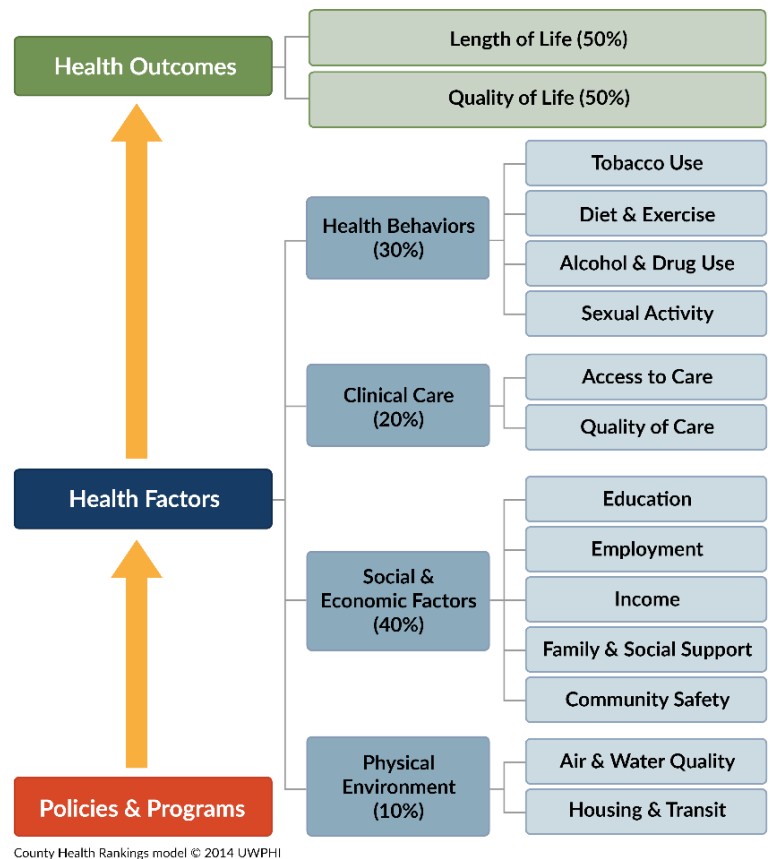 Health Outcomes
Length of Life (50%)
Quality of Life (50%)
Health Factors
Health Behaviors
(30%)
Tobacco Use
Diet & Exercise
Alcohol & Drug Use
Sexual Activity
Clinical Care
(20%)
Access to Care
Quality of Care
Social &
Economic Factors
(40%)
Education
Employment
Income
Family & Social Support
Community Safety
Physical
Environment
(10%)
Air & Water Quality
Housing & Transit
Policies & Programs
County Health Rankings model © 2014 UWPHI